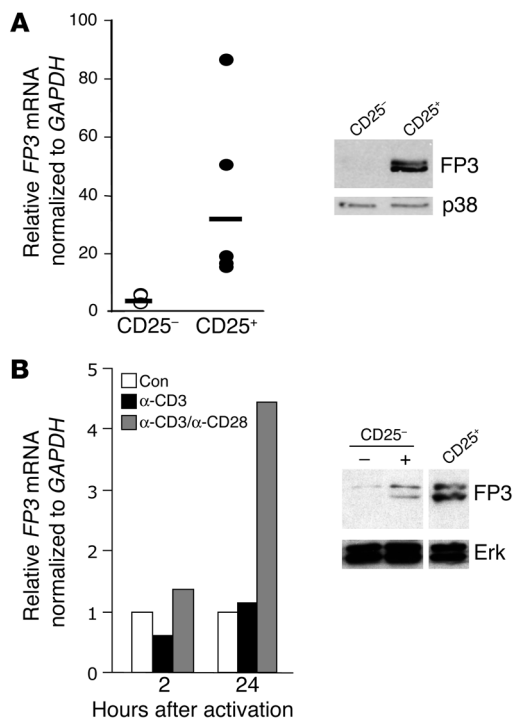 A
Relative FP3 mRNA
normalized to GAPDH
100
80
60
40
20
0
CD25⁻
CD25⁺
CD25⁻
CD25⁺
FP3
p38
B
Relative FP3 mRNA
normalized to GAPDH
5
4
3
2
1
0
Con
α-CD3
α-CD3/α-CD28
2
24
Hours after activation
CD25⁻
– +
CD25⁺
FP3
Erk